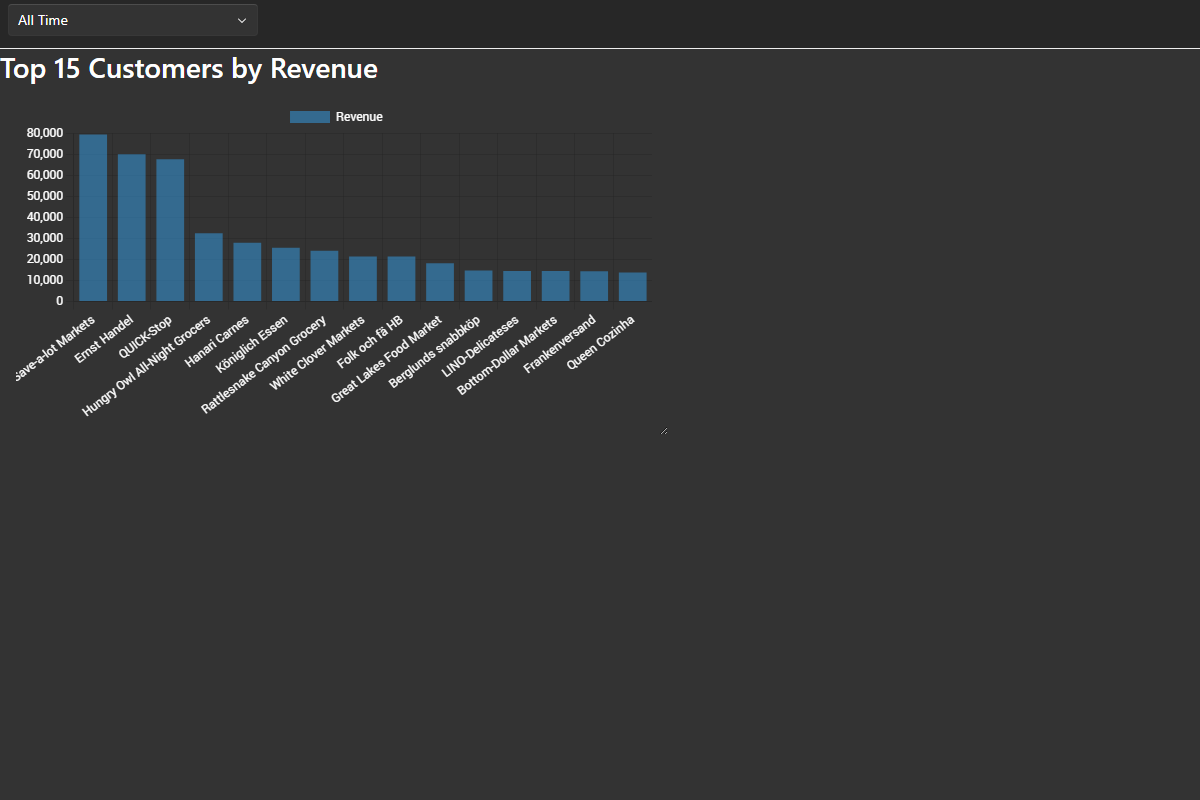 All Time
Top 15 Customers by Revenue
Revenue
80,000
70,000
60,000
50,000
40,000
30,000
20,000
10,000
0
Save-a-lot Markets
Ernst Handel
QUICK-Stop
Hungry Owl All-Night Grocers
Hanari Carnes
Königlich Essen
Rattlesnake Canyon Grocery
White Clover Markets
Folk och fä HB
Great Lakes Food Market
Berglunds snabbköp
LINO-Delicateses
Bottom-Dollar Markets
Frankenversand
Queen Cozinha